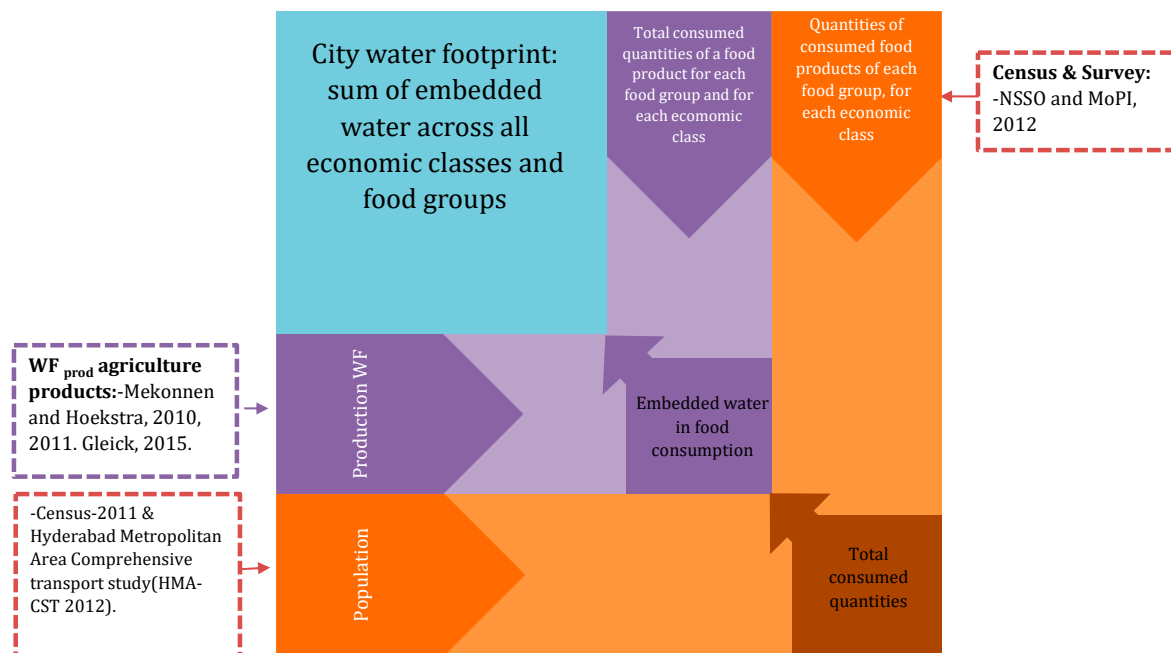 City water footprint:
sum of embedded
water across all
economic classes and
food groups
Total consumed
quantities of a food
product for each
food group and for
each ecomomic
class
Quantities of
consumed food
products of each
food group, for
each economic
class
Census & Survey:
-NSSO and MoPI,
2012
WF prod agriculture
products:-Mekonnen
and Hoekstra, 2010,
2011. Gleick, 2015.
Production WF
Embedded water
in food
consumption
-Census-2011 &
Hyderabad Metropolitan
Area Comprehensive
transport study(HMA-
CST 2012).
Population
Total
consumed
quantities